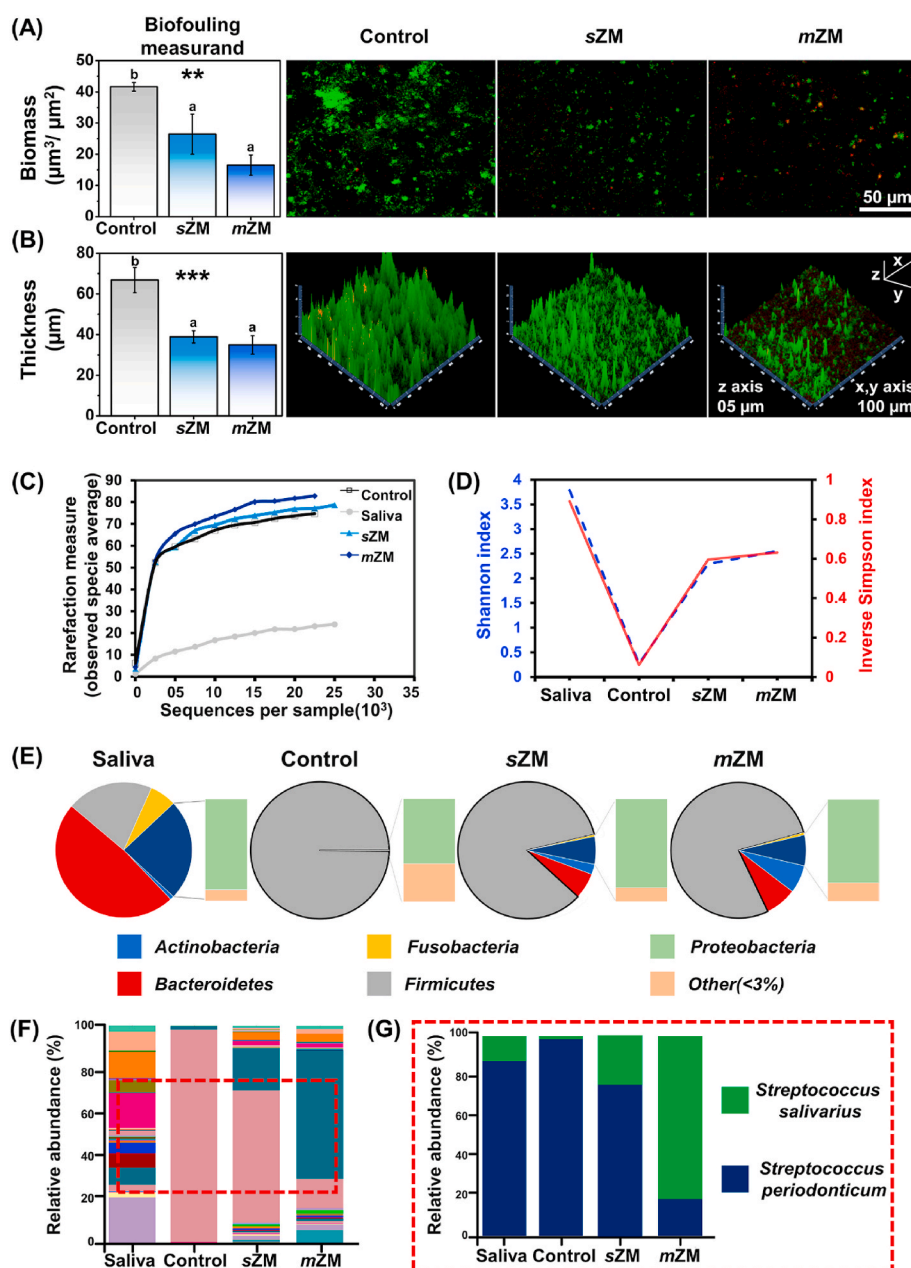 (A)
Biofouling
measurand
Control
sZM
mZM
Biomass
(µm³/ µm²)
50
40
30
20
10
0
b
**
a
a
Control
sZM
mZM
50 µm
(B)
Thickness
(µm)
80
60
40
20
0
b
***
a
a
Control
sZM
mZM
x
z
y
z axis
05 µm
x,y axis
100 µm
(C)
Rarefaction measure
(observed specie average)
90
80
70
60
50
40
30
20
10
0
Control
Saliva
sZM
mZM
0
05
10
15
20
25
30
35
Sequences per sample(10³)
(D)
Shannon index
4
3.5
3
2.5
2
1.5
1
0.5
0
1
0.8
0.6
0.4
0.2
0
Inverse Simpson index
Saliva
Control
sZM
mZM
(E)
Saliva
Control
sZM
mZM
Actinobacteria
Fusobacteria
Proteobacteria
Bacteroidetes
Firmicutes
Other(<3%)
(F)
Relative abundance (%)
100
80
60
40
20
0
Saliva
Control
sZM
mZM
(G)
Relative abundance (%)
100
80
60
40
20
0
Saliva
Control
sZM
mZM
Streptococcus
salivarius
Streptococcus
periodonticum